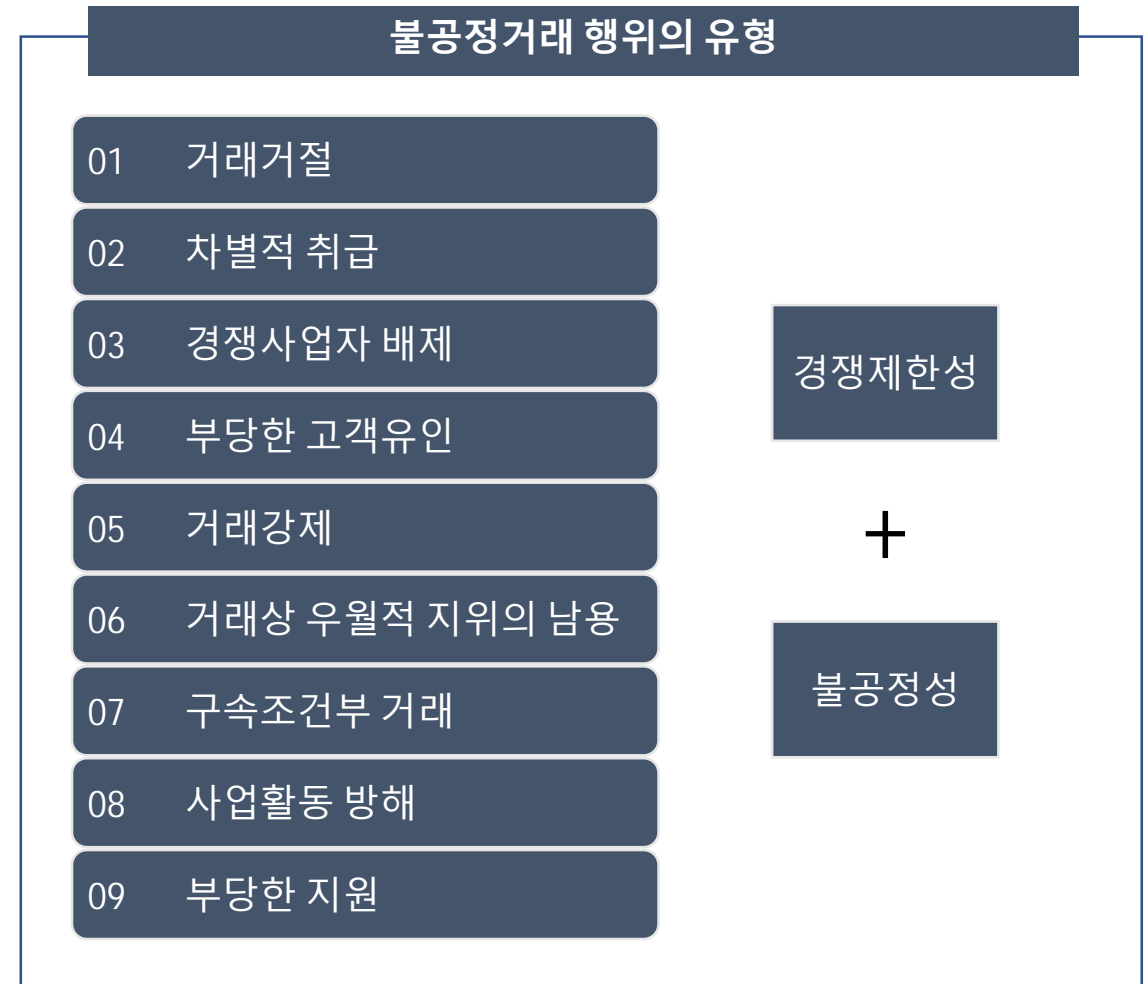 불공정거래 행위의 유형
01 거래거절
02 차별적 취급
03 경쟁사업자 배제
04 부당한 고객유인
05 거래강제
06 거래상 우월적 지위의 남용
07 구속조건부 거래
08 사업활동 방해
09 부당한 지원
경쟁제한성
+
불공정성